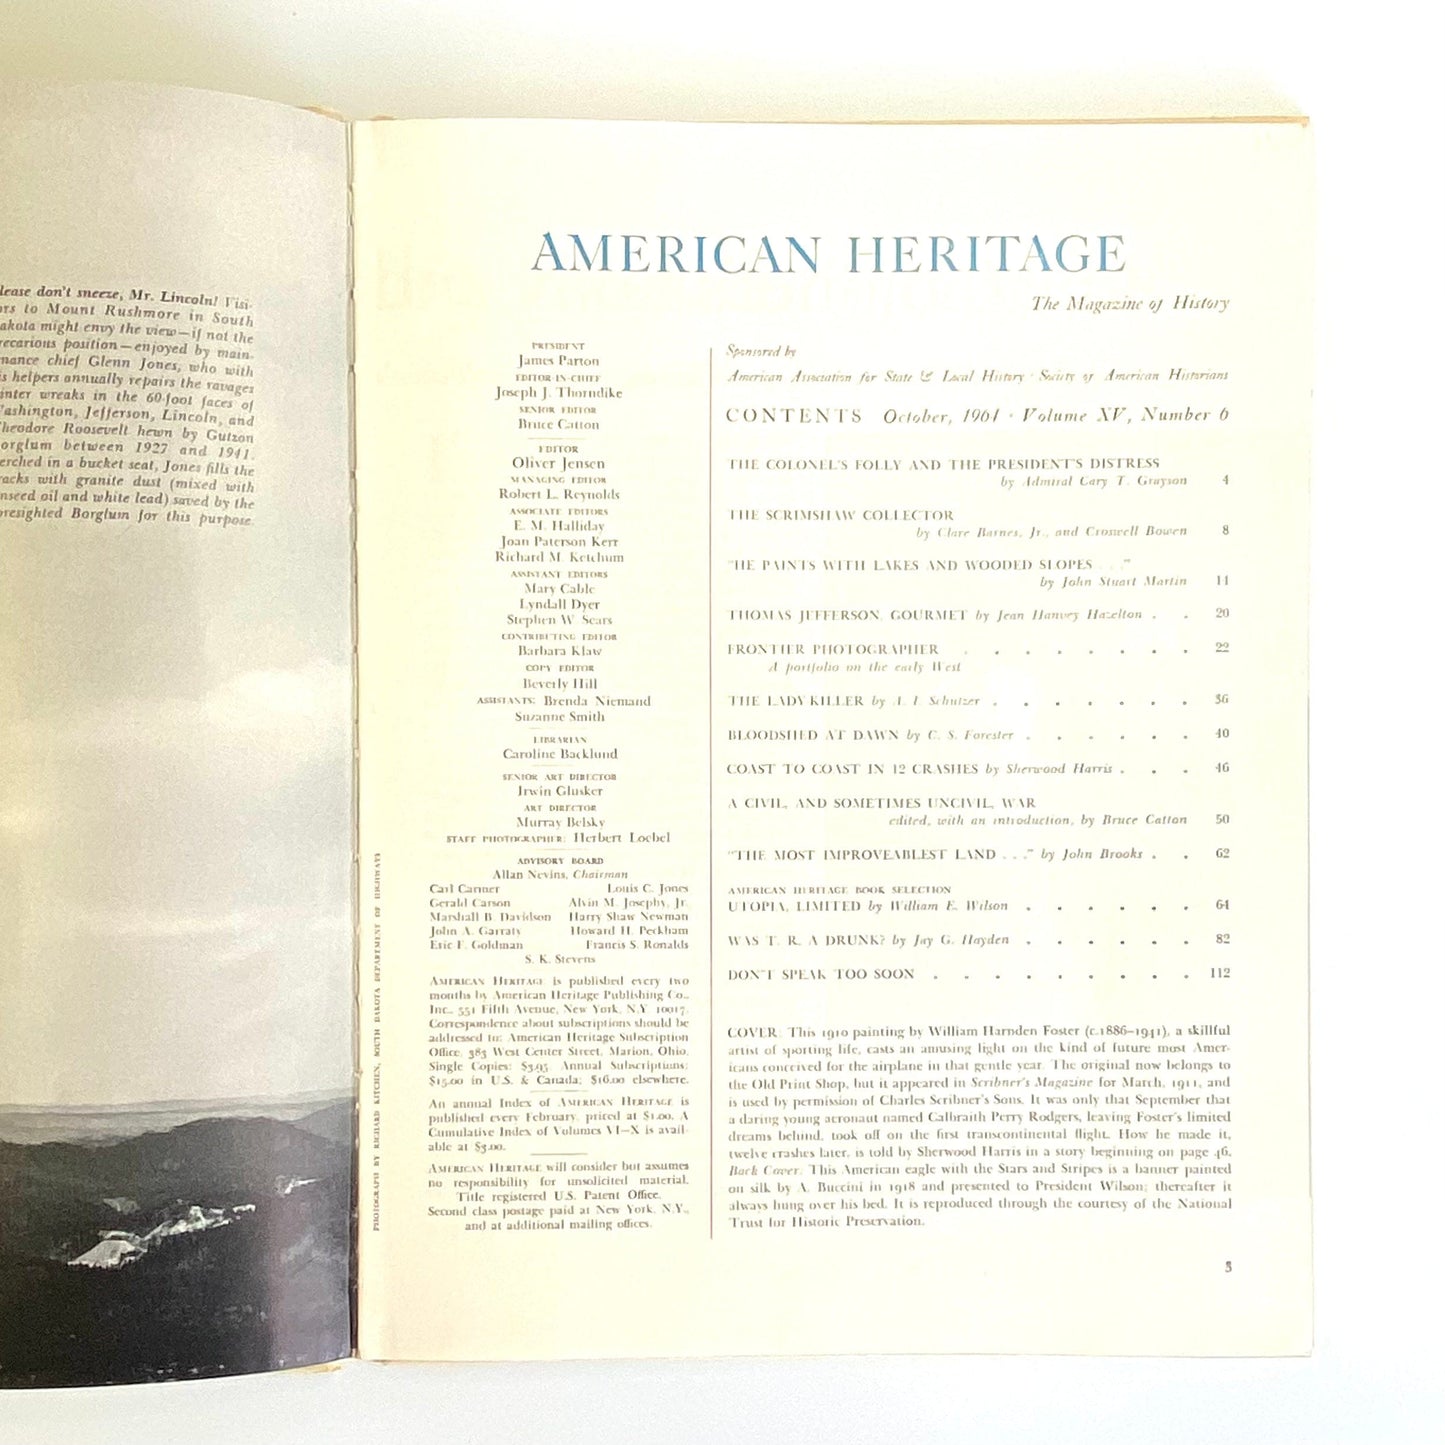 lease don't sneeze, Mr. Lincoln! Visi-
ors to Mount Rushmore in South
akota might envy the view—if not the
recarious position—enjoyed by main-
nance chief Glenn Jones, who with
is helpers annually repairs the ravages
inter wreaks in the 60-foot faces of
ashington, Jefferson, Lincoln, and
heodore Roosevelt hewn by Gutzon
orglum between 1927 and 1941.
erched in a bucket seat, Jones fills the
racks with granite dust (mixed with
nseed oil and white lead) saved by the
oresighted Borglum for this purpose.
PHOTOGRAPH BY RICHARD KITCHEN, SOUTH DAKOTA DEPARTMENT OF HIGHWAYS
AMERICAN HERITAGE
The Magazine of History
PRESIDENT
James Parton
EDITOR-IN-CHIEF
Joseph J. Thorndike
SENIOR EDITOR
Bruce Catton
EDITOR
Oliver Jensen
MANAGING EDITOR
Robert L. Reynolds
ASSOCIATE EDITORS
E. M. Halliday
Joan Paterson Kerr
Richard M. Ketchum
ASSISTANT EDITORS
Mary Cable
Lyndall Dyer
Stephen W. Sears
CONTRIBUTING EDITOR
Barbara Klaw
COPY EDITOR
Beverly Hill
ASSISTANTS: Brenda Niemand
Suzanne Smith
LIBRARIAN
Caroline Backlund
SENIOR ART DIRECTOR
Irwin Glusker
ART DIRECTOR
Murray Belsky
STAFF PHOTOGRAPHER: Herbert Loebel
ADVISORY BOARD
Allan Nevins, Chairman
Carl Carmer Louis C. Jones
Gerald Carson Alvin M. Josephy, Jr.
Marshall B. Davidson Harry Shaw Newman
John A. Garraty Howard H. Peckham
Eric F. Goldman Francis S. Ronalds
S. K. Stevens
AMERICAN HERITAGE is published every two
months by American Heritage Publishing Co.,
Inc., 551 Fifth Avenue, New York, N.Y. 10017.
Correspondence about subscriptions should be
addressed to: American Heritage Subscription
Office, 383 West Center Street, Marion, Ohio.
Single Copies: $3.95. Annual Subscriptions:
$15.00 in U.S. & Canada; $16.00 elsewhere.
An annual Index of AMERICAN HERITAGE is
published every February, priced at $1.00. A
Cumulative Index of Volumes VI–X is avail-
able at $3.00.
AMERICAN HERITAGE will consider but assumes
no responsibility for unsolicited material.
Title registered U.S. Patent Office.
Second class postage paid at New York, N.Y.,
and at additional mailing offices.
Sponsored by
American Association for State & Local History · Society of American Historians
CONTENTS October, 1964 · Volume XV, Number 6
THE COLONEL'S FOLLY AND THE PRESIDENT'S DISTRESS
by Admiral Cary T. Grayson 4
THE SCRIMSHAW COLLECTOR
by Clare Barnes, Jr., and Croswell Bowen 8
"HE PAINTS WITH LAKES AND WOODED SLOPES . . ."
by John Stuart Martin 14
THOMAS JEFFERSON, GOURMET by Jean Hanvey Hazelton . . 20
FRONTIER PHOTOGRAPHER . . . . . . . . 22
A portfolio on the early West
THE LADY-KILLER by A. I. Schutzer . . . . . . . 36
BLOODSHED AT DAWN by C. S. Forester . . . . . . 40
COAST TO COAST IN 12 CRASHES by Sherwood Harris . . . 46
A CIVIL, AND SOMETIMES UNCIVIL, WAR
edited, with an introduction, by Bruce Catton 50
"THE MOST IMPROVEABLEST LAND . . ." by John Brooks . . 62
AMERICAN HERITAGE BOOK SELECTION
UTOPIA, LIMITED by William E. Wilson . . . . . . 64
WAS T. R. A DRUNK? by Jay G. Hayden . . . . . . 82
DON'T SPEAK TOO SOON . . . . . . . . . 112
COVER: This 1910 painting by William Harnden Foster (c.1886–1941), a skillful
artist of sporting life, casts an amusing light on the kind of future most Amer-
icans conceived for the airplane in that gentle year. The original now belongs to
the Old Print Shop, but it appeared in Scribner's Magazine for March, 1911, and
is used by permission of Charles Scribner's Sons. It was only that September that
a daring young aeronaut named Calbraith Perry Rodgers, leaving Foster's limited
dreams behind, took off on the first transcontinental flight. How he made it,
twelve crashes later, is told by Sherwood Harris in a story beginning on page 46.
Back Cover: This American eagle with the Stars and Stripes is a banner painted
on silk by A. Buccini in 1918 and presented to President Wilson; thereafter it
always hung over his bed. It is reproduced through the courtesy of the National
Trust for Historic Preservation.
3